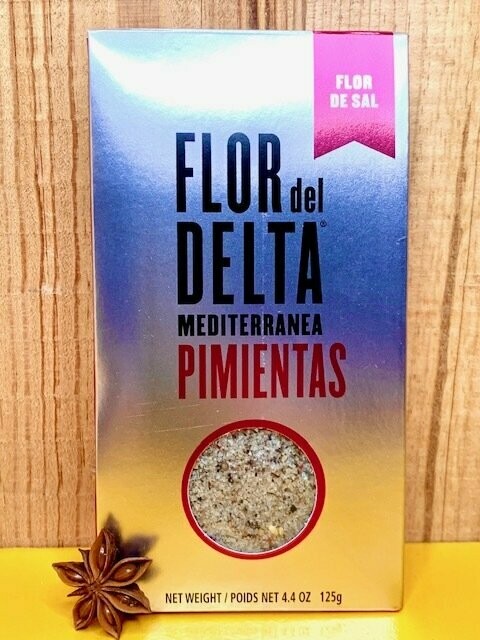 FLOR
DE SAL
FLOR del
DELTA®
MEDITERRANEA
PIMIENTAS
NET WEIGHT / POIDS NET 4.4 OZ 125g